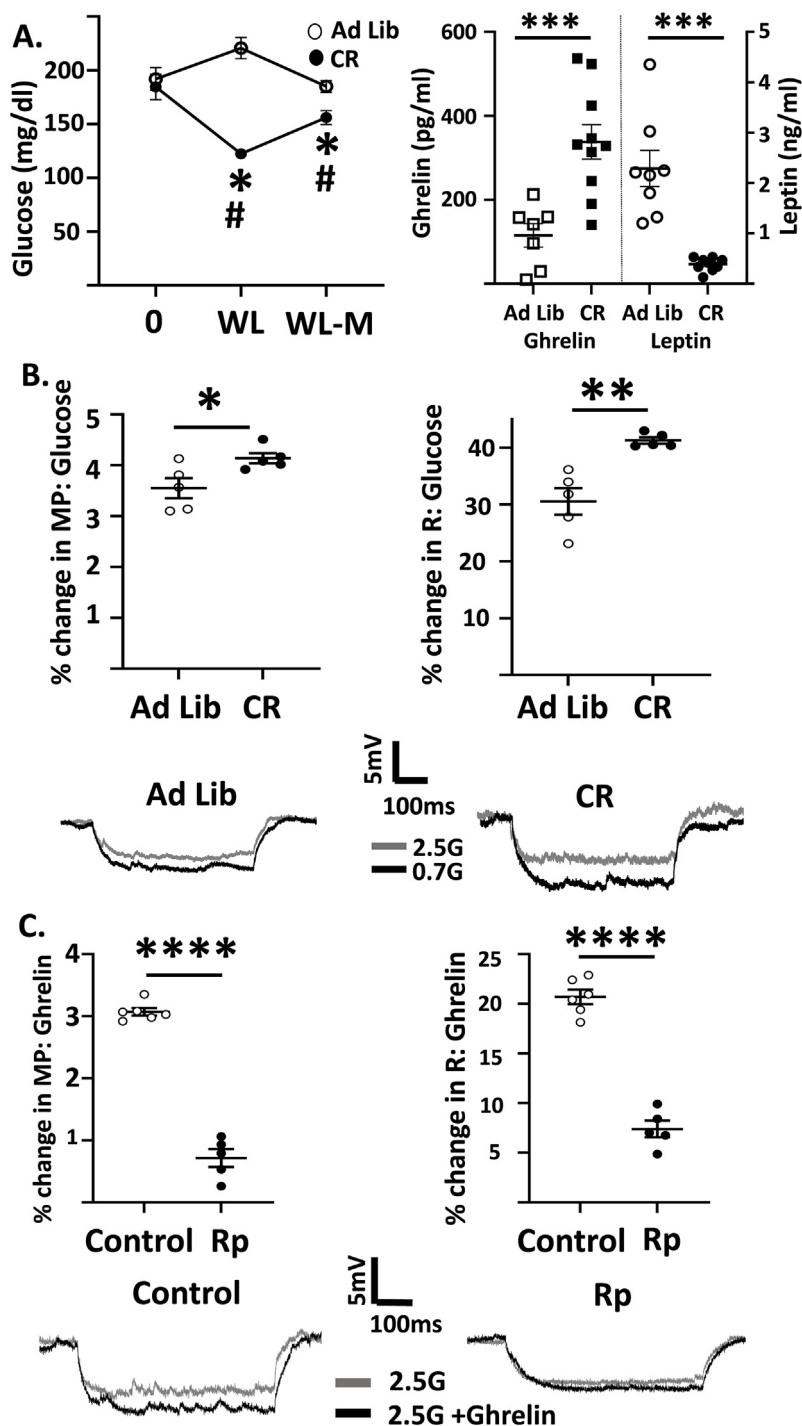 A.
Ad Lib
CR
Glucose (mg/dl)
200
150
100
50
*
#
*
#
0 WL WL-M
***
***
Ghrelin (pg/ml)
600
400
200
Leptin (ng/ml)
5
4
3
2
1
Ad Lib CR Ad Lib CR
Ghrelin Leptin
B.
*
% change in MP: Glucose
5
4
3
2
1
Ad Lib CR
**
% change in R: Glucose
40
30
20
10
Ad Lib CR
Ad Lib
5mV
100ms
2.5G
0.7G
CR
C.
****
% change in MP: Ghrelin
4
3
2
1
Control Rp
****
% change in R: Ghrelin
25
20
15
10
5
Control Rp
Control
5mV
100ms
Rp
2.5G
2.5G +Ghrelin